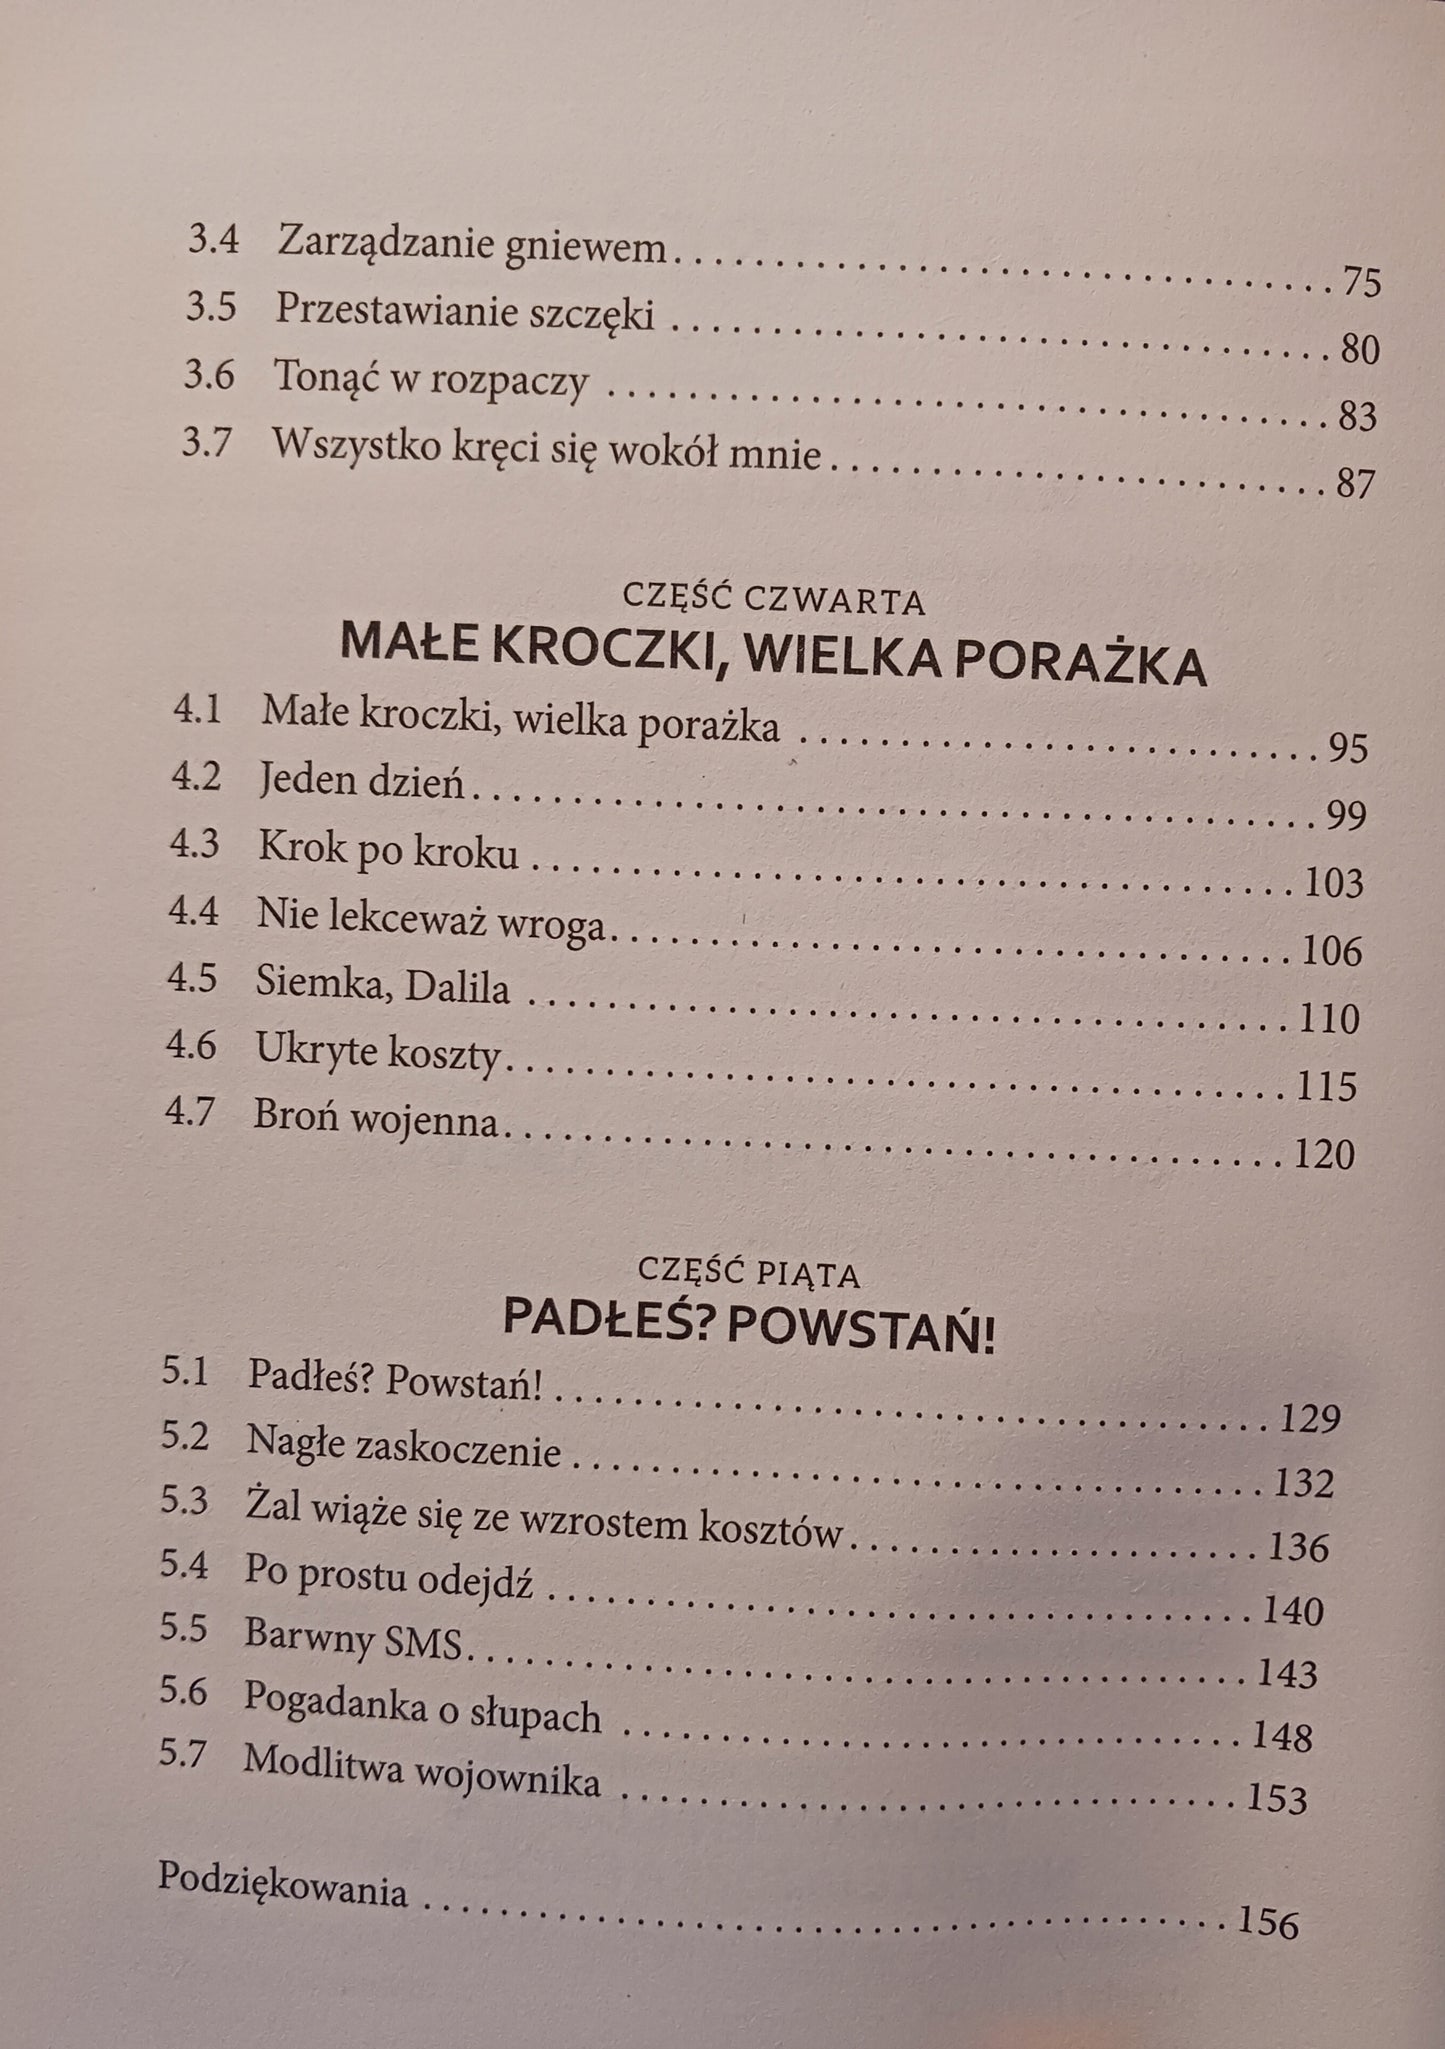 3.4 Zarządzanie gniewem. . . . . . . . . . . . . . . . . . . . . . . . . . . . . . . . . 75
3.5 Przestawianie szczęki . . . . . . . . . . . . . . . . . . . . . . . . . . . . . . . . . 80
3.6 Tonąć w rozpaczy . . . . . . . . . . . . . . . . . . . . . . . . . . . . . . . . . . . . 83
3.7 Wszystko kręci się wokół mnie. . . . . . . . . . . . . . . . . . . . . . . . . 87
CZĘŚĆ CZWARTA
MAŁE KROCZKI, WIELKA PORAŻKA
4.1 Małe kroczki, wielka porażka . . . . . . . . . . . . . . . . . . . . . . . . . . 95
4.2 Jeden dzień. . . . . . . . . . . . . . . . . . . . . . . . . . . . . . . . . . . . . . . . . . 99
4.3 Krok po kroku . . . . . . . . . . . . . . . . . . . . . . . . . . . . . . . . . . . . . . 103
4.4 Nie lekceważ wroga. . . . . . . . . . . . . . . . . . . . . . . . . . . . . . . . . . 106
4.5 Siemka, Dalila . . . . . . . . . . . . . . . . . . . . . . . . . . . . . . . . . . . . . . 110
4.6 Ukryte koszty. . . . . . . . . . . . . . . . . . . . . . . . . . . . . . . . . . . . . . . 115
4.7 Broń wojenna. . . . . . . . . . . . . . . . . . . . . . . . . . . . . . . . . . . . . . . 120
CZĘŚĆ PIĄTA
PADŁEŚ? POWSTAŃ!
5.1 Padłeś? Powstań! . . . . . . . . . . . . . . . . . . . . . . . . . . . . . . . . . . . . 129
5.2 Nagłe zaskoczenie . . . . . . . . . . . . . . . . . . . . . . . . . . . . . . . . . . . 132
5.3 Żal wiąże się ze wzrostem kosztów. . . . . . . . . . . . . . . . . . . . . 136
5.4 Po prostu odejdź . . . . . . . . . . . . . . . . . . . . . . . . . . . . . . . . . . . . 140
5.5 Barwny SMS. . . . . . . . . . . . . . . . . . . . . . . . . . . . . . . . . . . . . . . . 143
5.6 Pogadanka o słupach . . . . . . . . . . . . . . . . . . . . . . . . . . . . . . . . 148
5.7 Modlitwa wojownika . . . . . . . . . . . . . . . . . . . . . . . . . . . . . . . . 153
Podziękowania . . . . . . . . . . . . . . . . . . . . . . . . . . . . . . . . . . . . . . . . . . 156